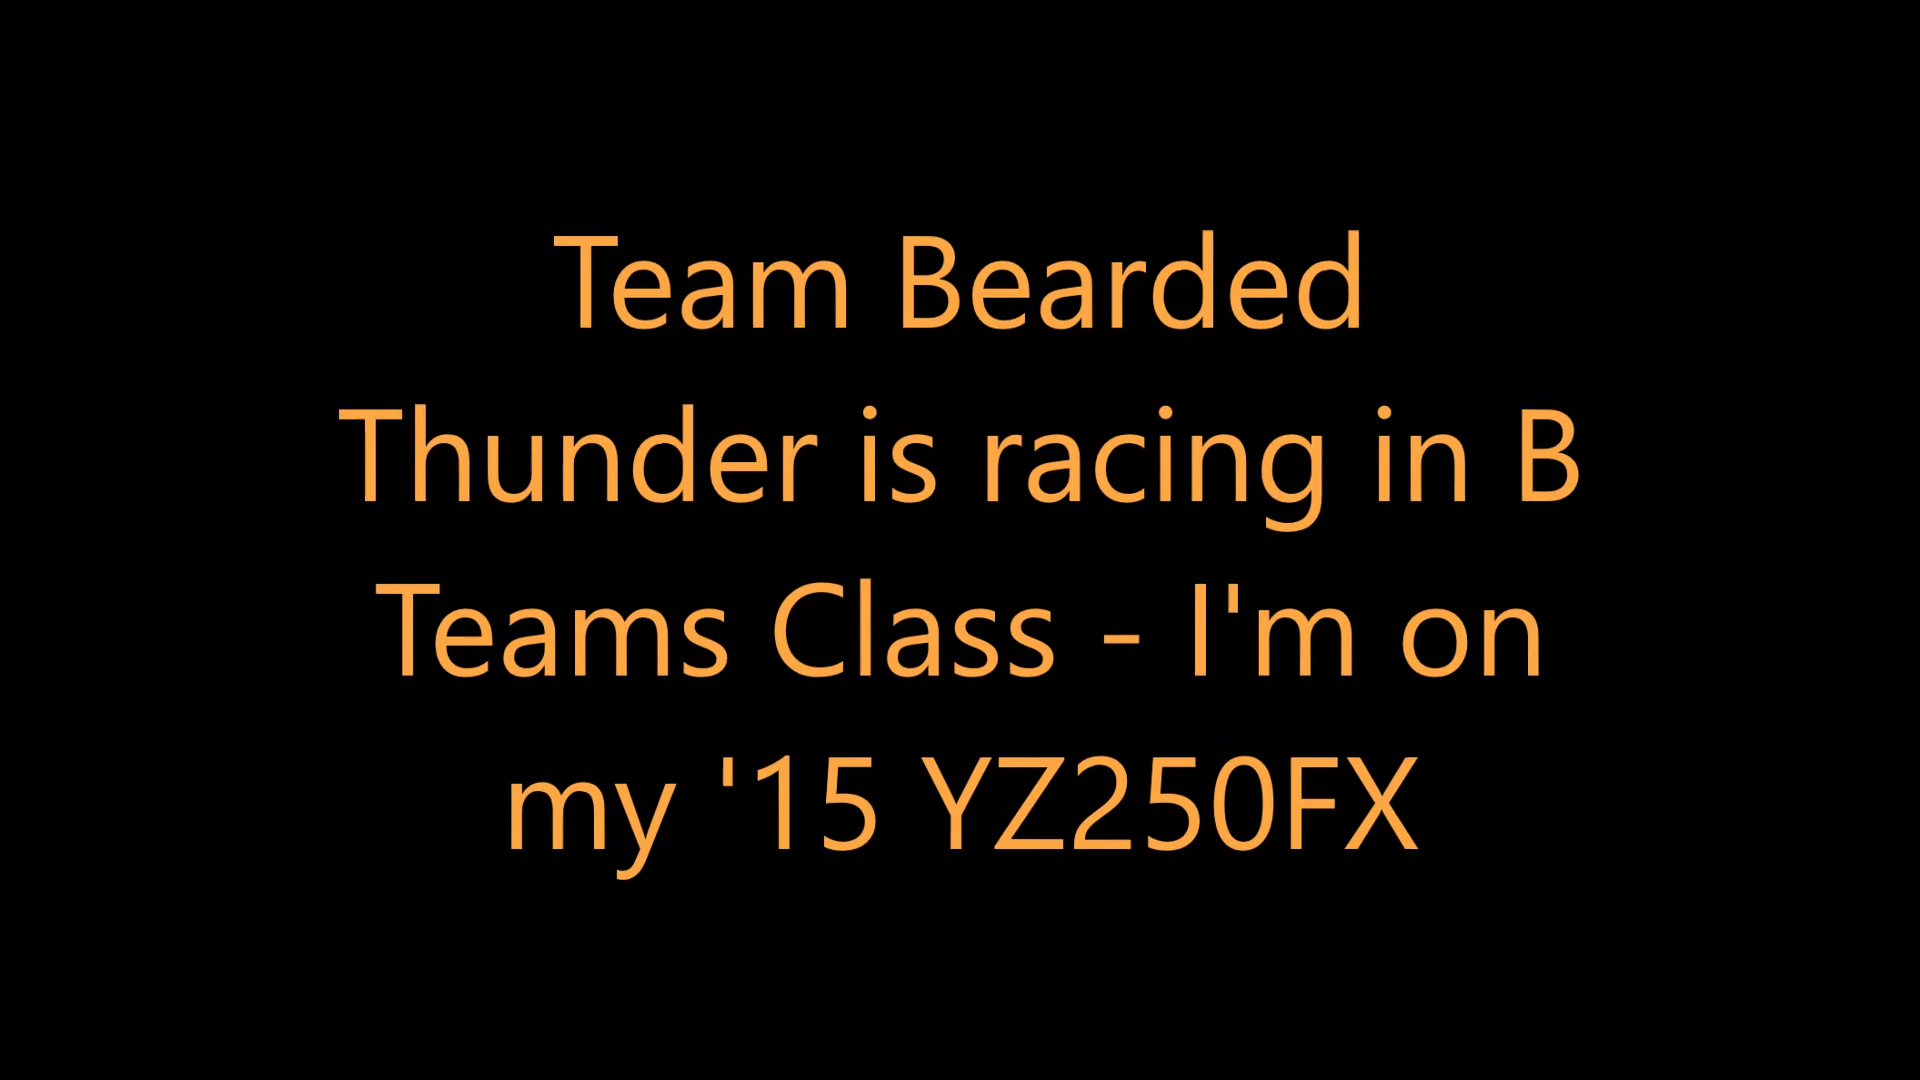 Team Bearded
Thunder is racing in B
Teams Class - I'm on
my '15 YZ250FX